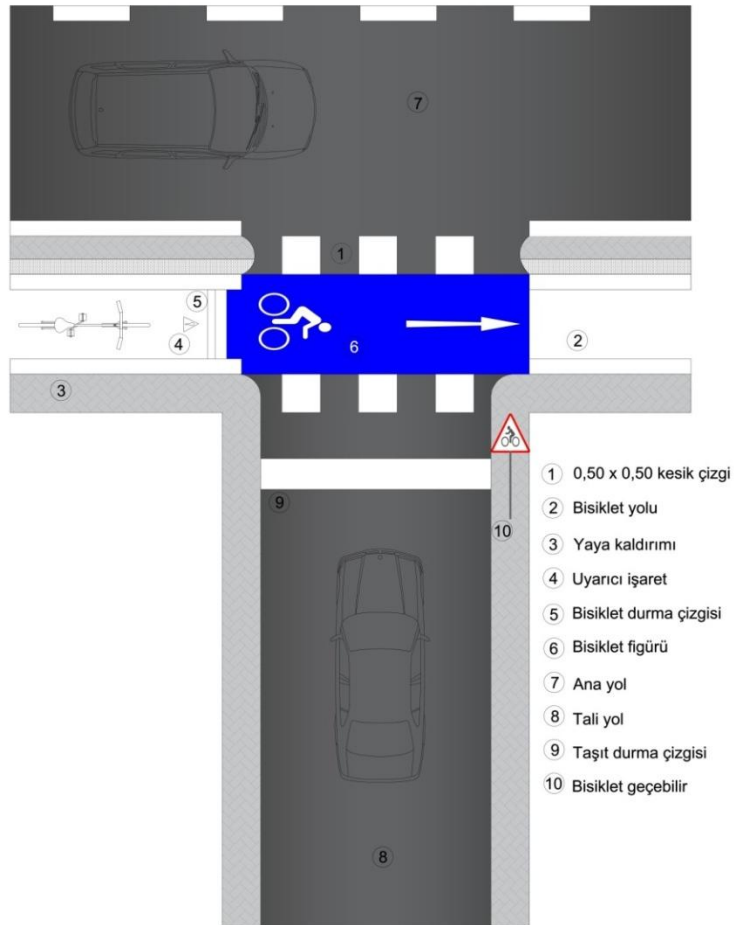 7
1
5
4
6
2
3
9
10
8
1 0,50 x 0,50 kesik çizgi
2 Bisiklet yolu
3 Yaya kaldırımı
4 Uyarıcı işaret
5 Bisiklet durma çizgisi
6 Bisiklet figürü
7 Ana yol
8 Tali yol
9 Taşıt durma çizgisi
10 Bisiklet geçebilir